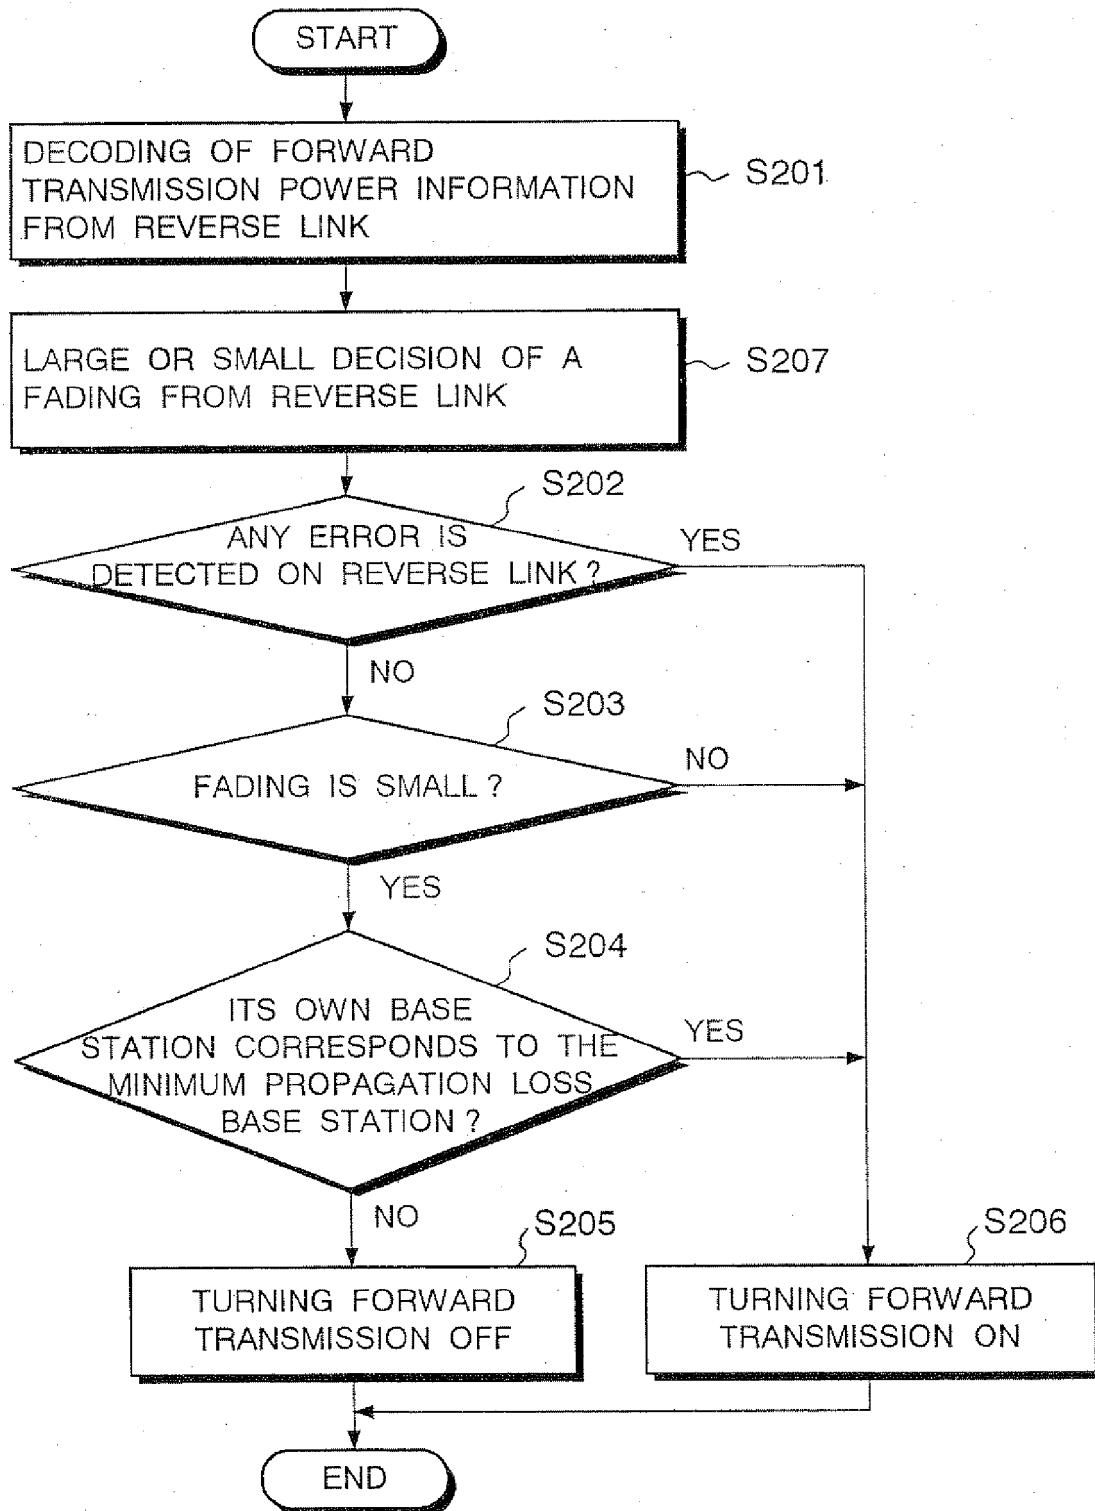 START
DECODING OF FORWARD
TRANSMISSION POWER INFORMATION
FROM REVERSE LINK
S201
LARGE OR SMALL DECISION OF A
FADING FROM REVERSE LINK
S207
S202
ANY ERROR IS
DETECTED ON REVERSE LINK?
YES
NO
S203
FADING IS SMALL?
NO
YES
S204
ITS OWN BASE
STATION CORRESPONDS TO THE
MINIMUM PROPAGATION LOSS
BASE STATION?
YES
NO
S205
TURNING FORWARD
TRANSMISSION OFF
S206
TURNING FORWARD
TRANSMISSION ON
END